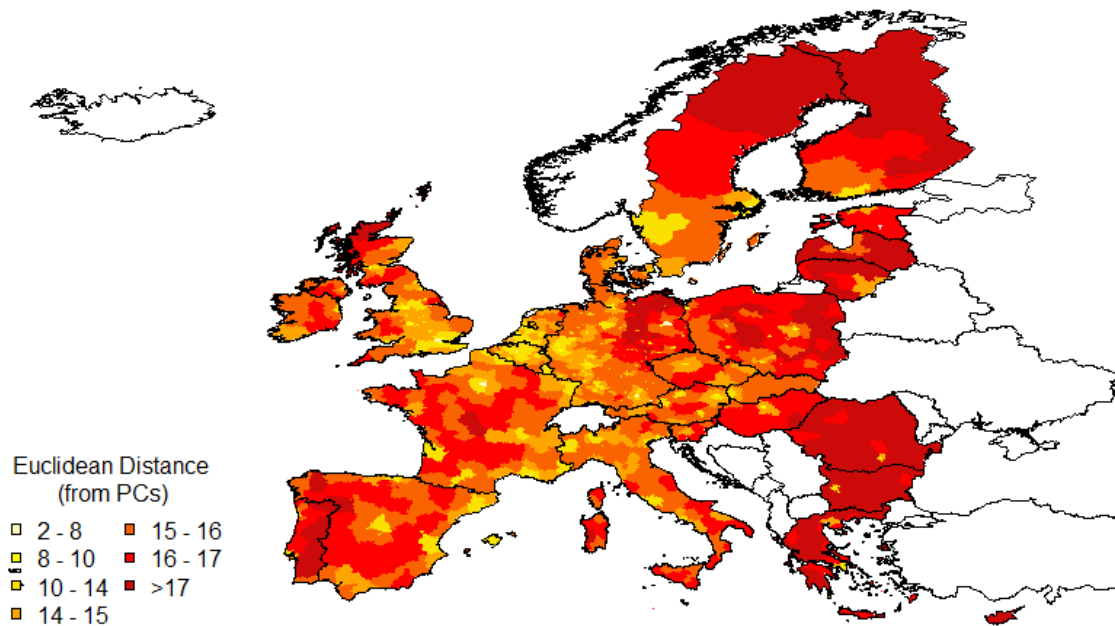 Euclidean Distance
(from PCs)
2 - 8
8 - 10
10 - 14
14 - 15
15 - 16
16 - 17
>17